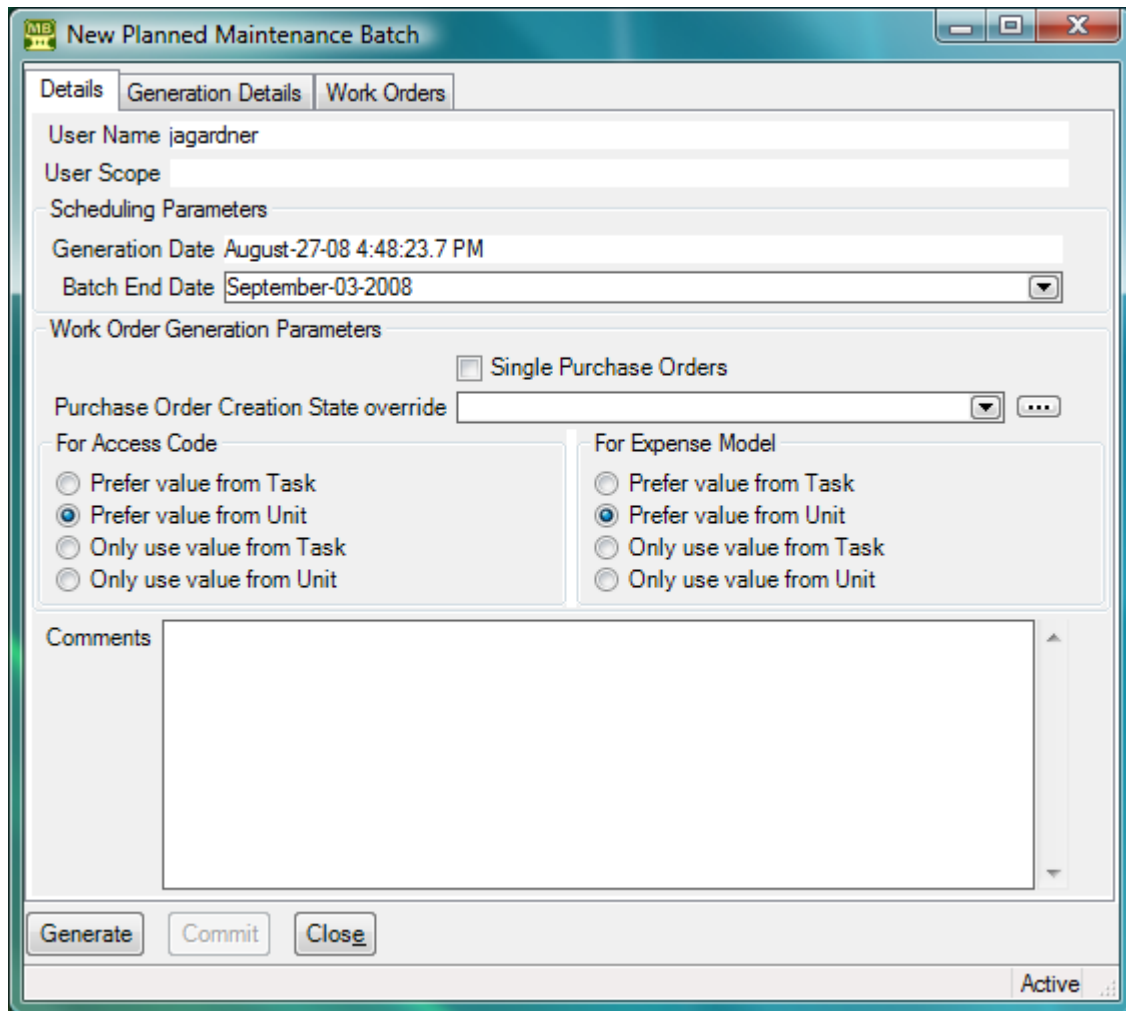 MB
New Planned Maintenance Batch
Details Generation Details Work Orders
User Name jagardner
User Scope
Scheduling Parameters
Generation Date August-27-08 4:48:23.7 PM
Batch End Date September-03-2008
Work Order Generation Parameters
Single Purchase Orders
Purchase Order Creation State override ...
For Access Code
Prefer value from Task
Prefer value from Unit
Only use value from Task
Only use value from Unit
For Expense Model
Prefer value from Task
Prefer value from Unit
Only use value from Task
Only use value from Unit
Comments
Generate Commit Close
Active